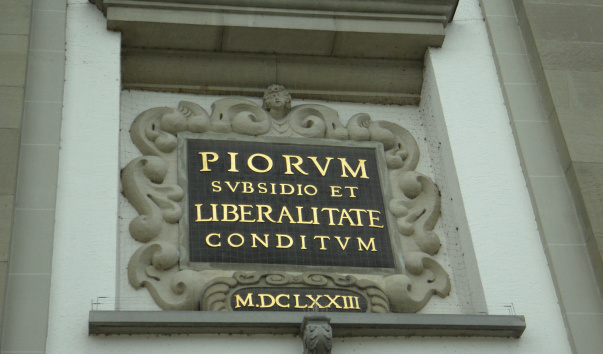 PIORVM
SVBSIDIO ET
LIBERALITATE
CONDITVM
M.DCLXXIII